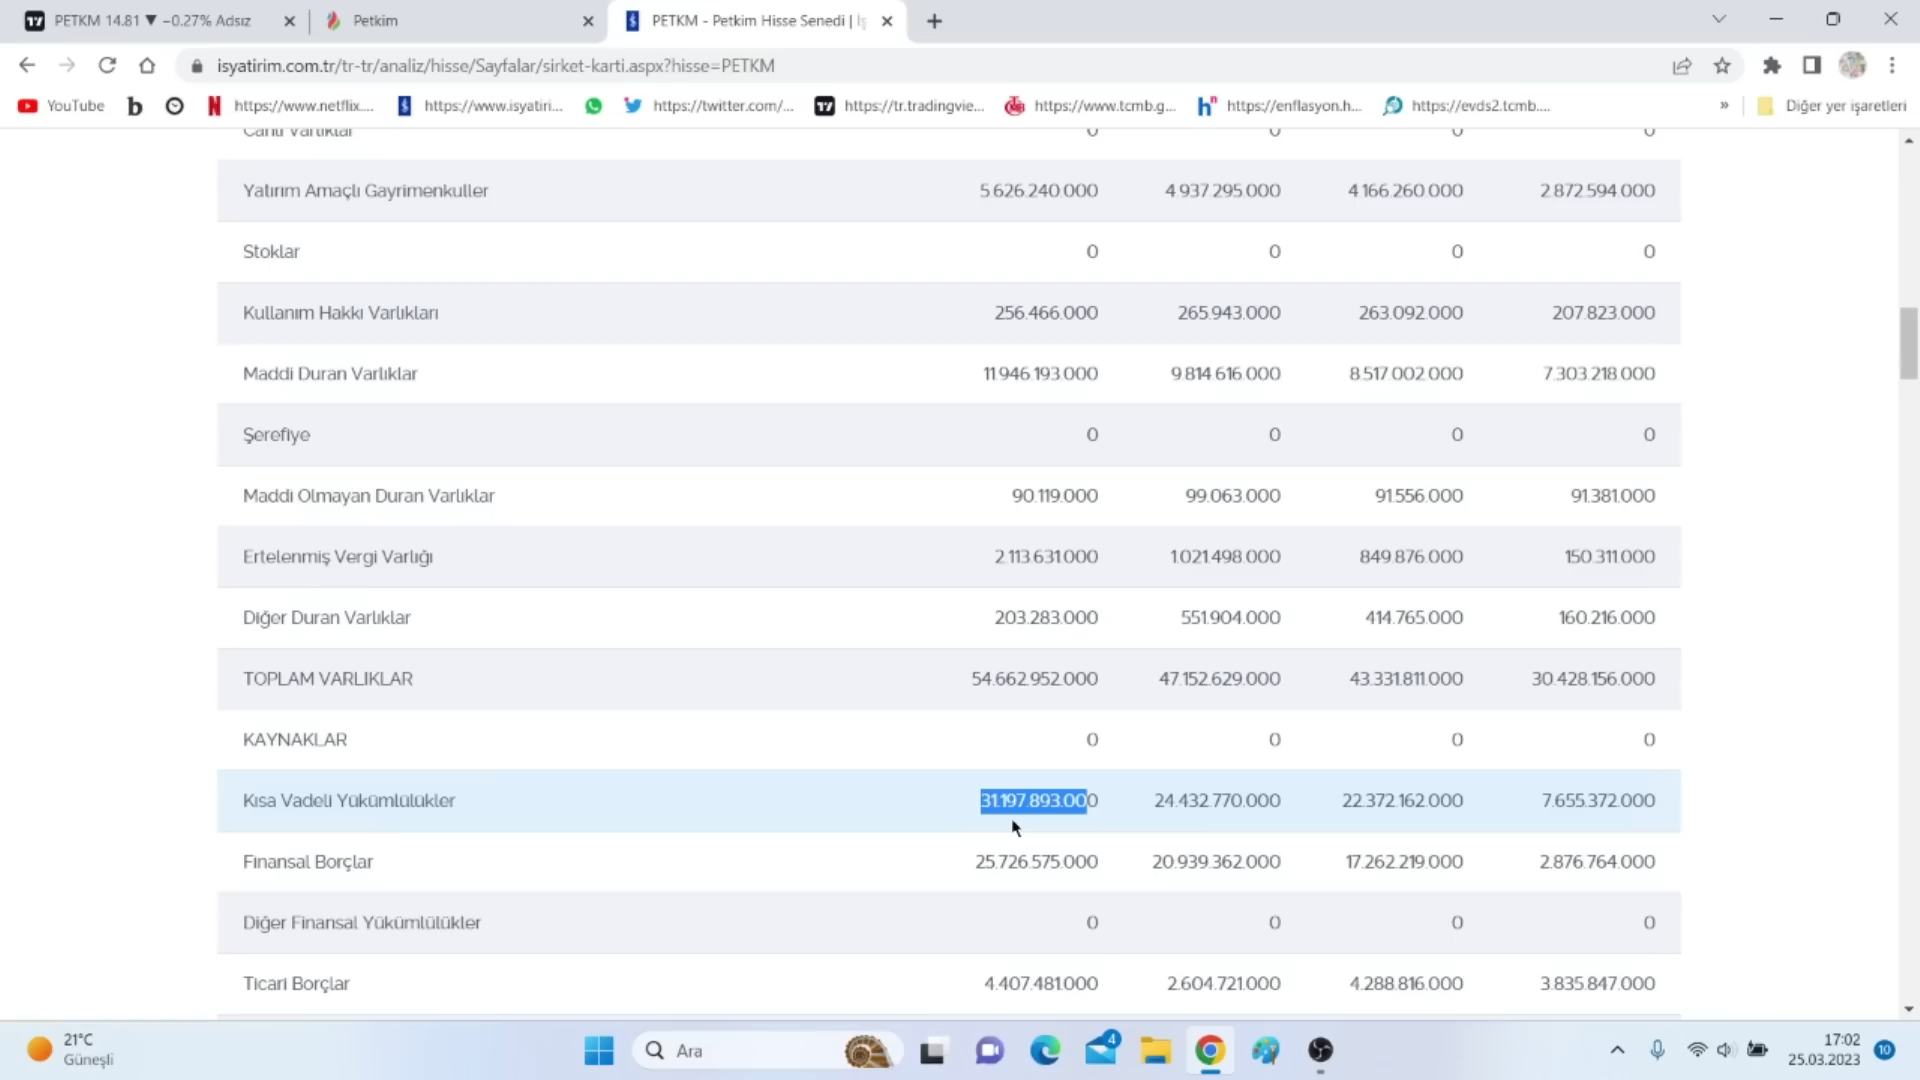 PETKM 14.81 ▼ −0.27% Adsız
Petkim
PETKM - Petkim Hisse Senedi | İş
isyatirim.com.tr/tr-tr/analiz/hisse/Sayfalar/sirket-karti.aspx?hisse=PETKM
YouTube
https://www.netflix....
https://www.isyatiri...
https://twitter.com/...
https://tr.tradingvie...
https://www.tcmb.g...
https://enflasyon.h...
https://evds2.tcmb....
»
Diğer yer işaretleri
Canlı Varlıklar 0 0 0 0
Yatırım Amaçlı Gayrimenkuller 5.626.240.000 4.937.295.000 4.166.260.000 2.872.594.000
Stoklar 0 0 0 0
Kullanım Hakkı Varlıkları 256.466.000 265.943.000 263.092.000 207.823.000
Maddi Duran Varlıklar 11.946.193.000 9.814.616.000 8.517.002.000 7.303.218.000
Şerefiye 0 0 0 0
Maddi Olmayan Duran Varlıklar 90.119.000 99.063.000 91.556.000 91.381.000
Ertelenmiş Vergi Varlığı 2.113.631.000 1.021.498.000 849.876.000 150.311.000
Diğer Duran Varlıklar 203.283.000 551.904.000 414.765.000 160.216.000
TOPLAM VARLIKLAR 54.662.952.000 47.152.629.000 43.331.811.000 30.428.156.000
KAYNAKLAR 0 0 0 0
Kısa Vadeli Yükümlülükler 31.197.893.000 24.432.770.000 22.372.162.000 7.655.372.000
Finansal Borçlar 25.726.575.000 20.939.362.000 17.262.219.000 2.876.764.000
Diğer Finansal Yükümlülükler 0 0 0 0
Ticari Borçlar 4.407.481.000 2.604.721.000 4.288.816.000 3.835.847.000
21°C
Güneşli
Ara
4
17:02
25.03.2023
10